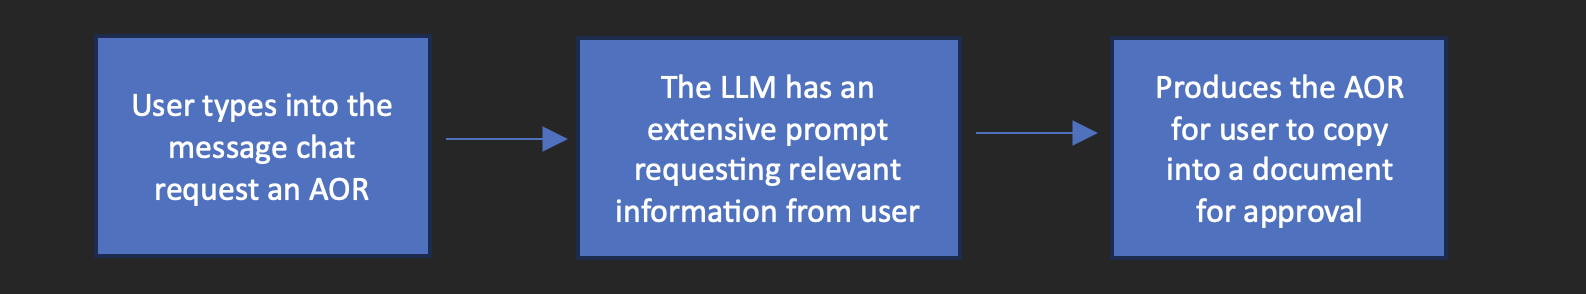 User types into the
message chat
request an AOR
The LLM has an
extensive prompt
requesting relevant
information from user
Produces the AOR
for user to copy
into a document
for approval